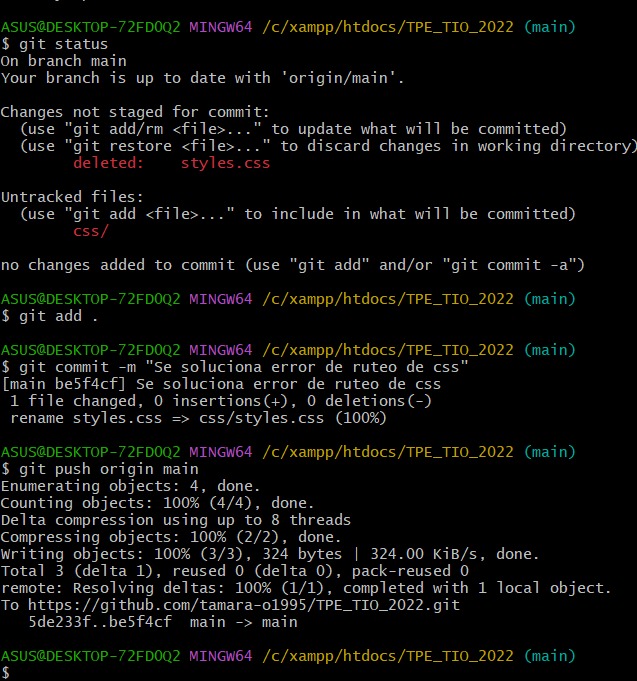 ASUS@DESKTOP-72FDOQ2 MINGW64 /c/xampp/htdocs/TPE_TIO_2022 (main)
$ git status
On branch main
Your branch is up to date with 'origin/main'.
Changes not staged for commit:
  (use "git add/rm <file>..." to update what will be committed)
  (use "git restore <file>..." to discard changes in working directory)
        deleted:    styles.css
Untracked files:
  (use "git add <file>..." to include in what will be committed)
        css/
no changes added to commit (use "git add" and/or "git commit -a")
ASUS@DESKTOP-72FDOQ2 MINGW64 /c/xampp/htdocs/TPE_TIO_2022 (main)
$ git add .
ASUS@DESKTOP-72FDOQ2 MINGW64 /c/xampp/htdocs/TPE_TIO_2022 (main)
$ git commit -m "Se soluciona error de ruteo de css"
[main be5f4cf] Se soluciona error de ruteo de css
 1 file changed, 0 insertions(+), 0 deletions(-)
 rename styles.css => css/styles.css (100%)
ASUS@DESKTOP-72FDOQ2 MINGW64 /c/xampp/htdocs/TPE_TIO_2022 (main)
$ git push origin main
Enumerating objects: 4, done.
Counting objects: 100% (4/4), done.
Delta compression using up to 8 threads
Compressing objects: 100% (2/2), done.
Writing objects: 100% (3/3), 324 bytes | 324.00 KiB/s, done.
Total 3 (delta 1), reused 0 (delta 0), pack-reused 0
remote: Resolving deltas: 100% (1/1), completed with 1 local object.
To https://github.com/tamara-o1995/TPE_TIO_2022.git
   5de233f..be5f4cf  main -> main
ASUS@DESKTOP-72FDOQ2 MINGW64 /c/xampp/htdocs/TPE_TIO_2022 (main)
$